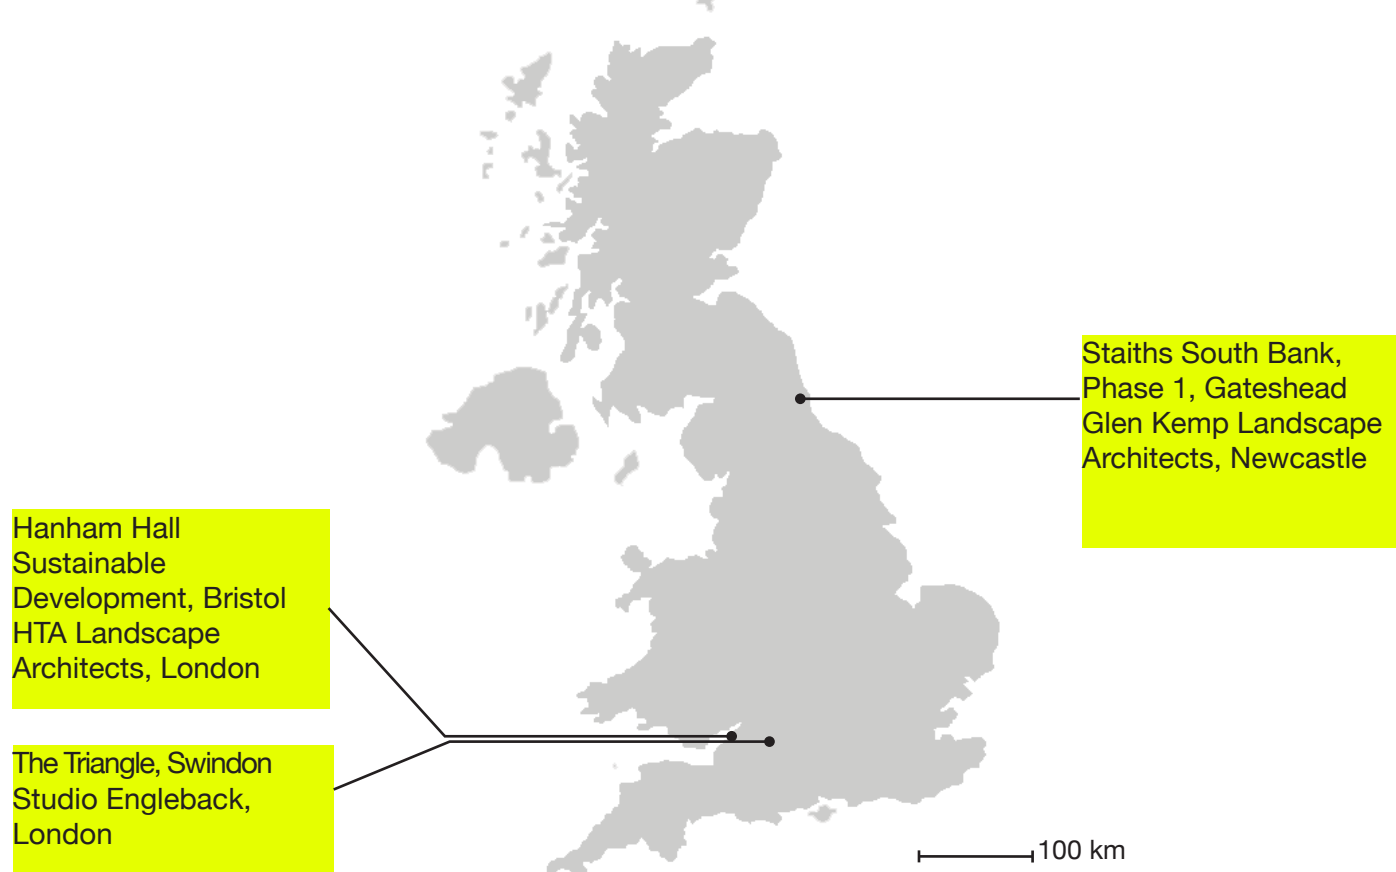 Staiths South Bank,
Phase 1, Gateshead
Glen Kemp Landscape
Architects, Newcastle
Hanham Hall
Sustainable
Development, Bristol
HTA Landscape
Architects, London
The Triangle, Swindon
Studio Engleback,
London
100 km